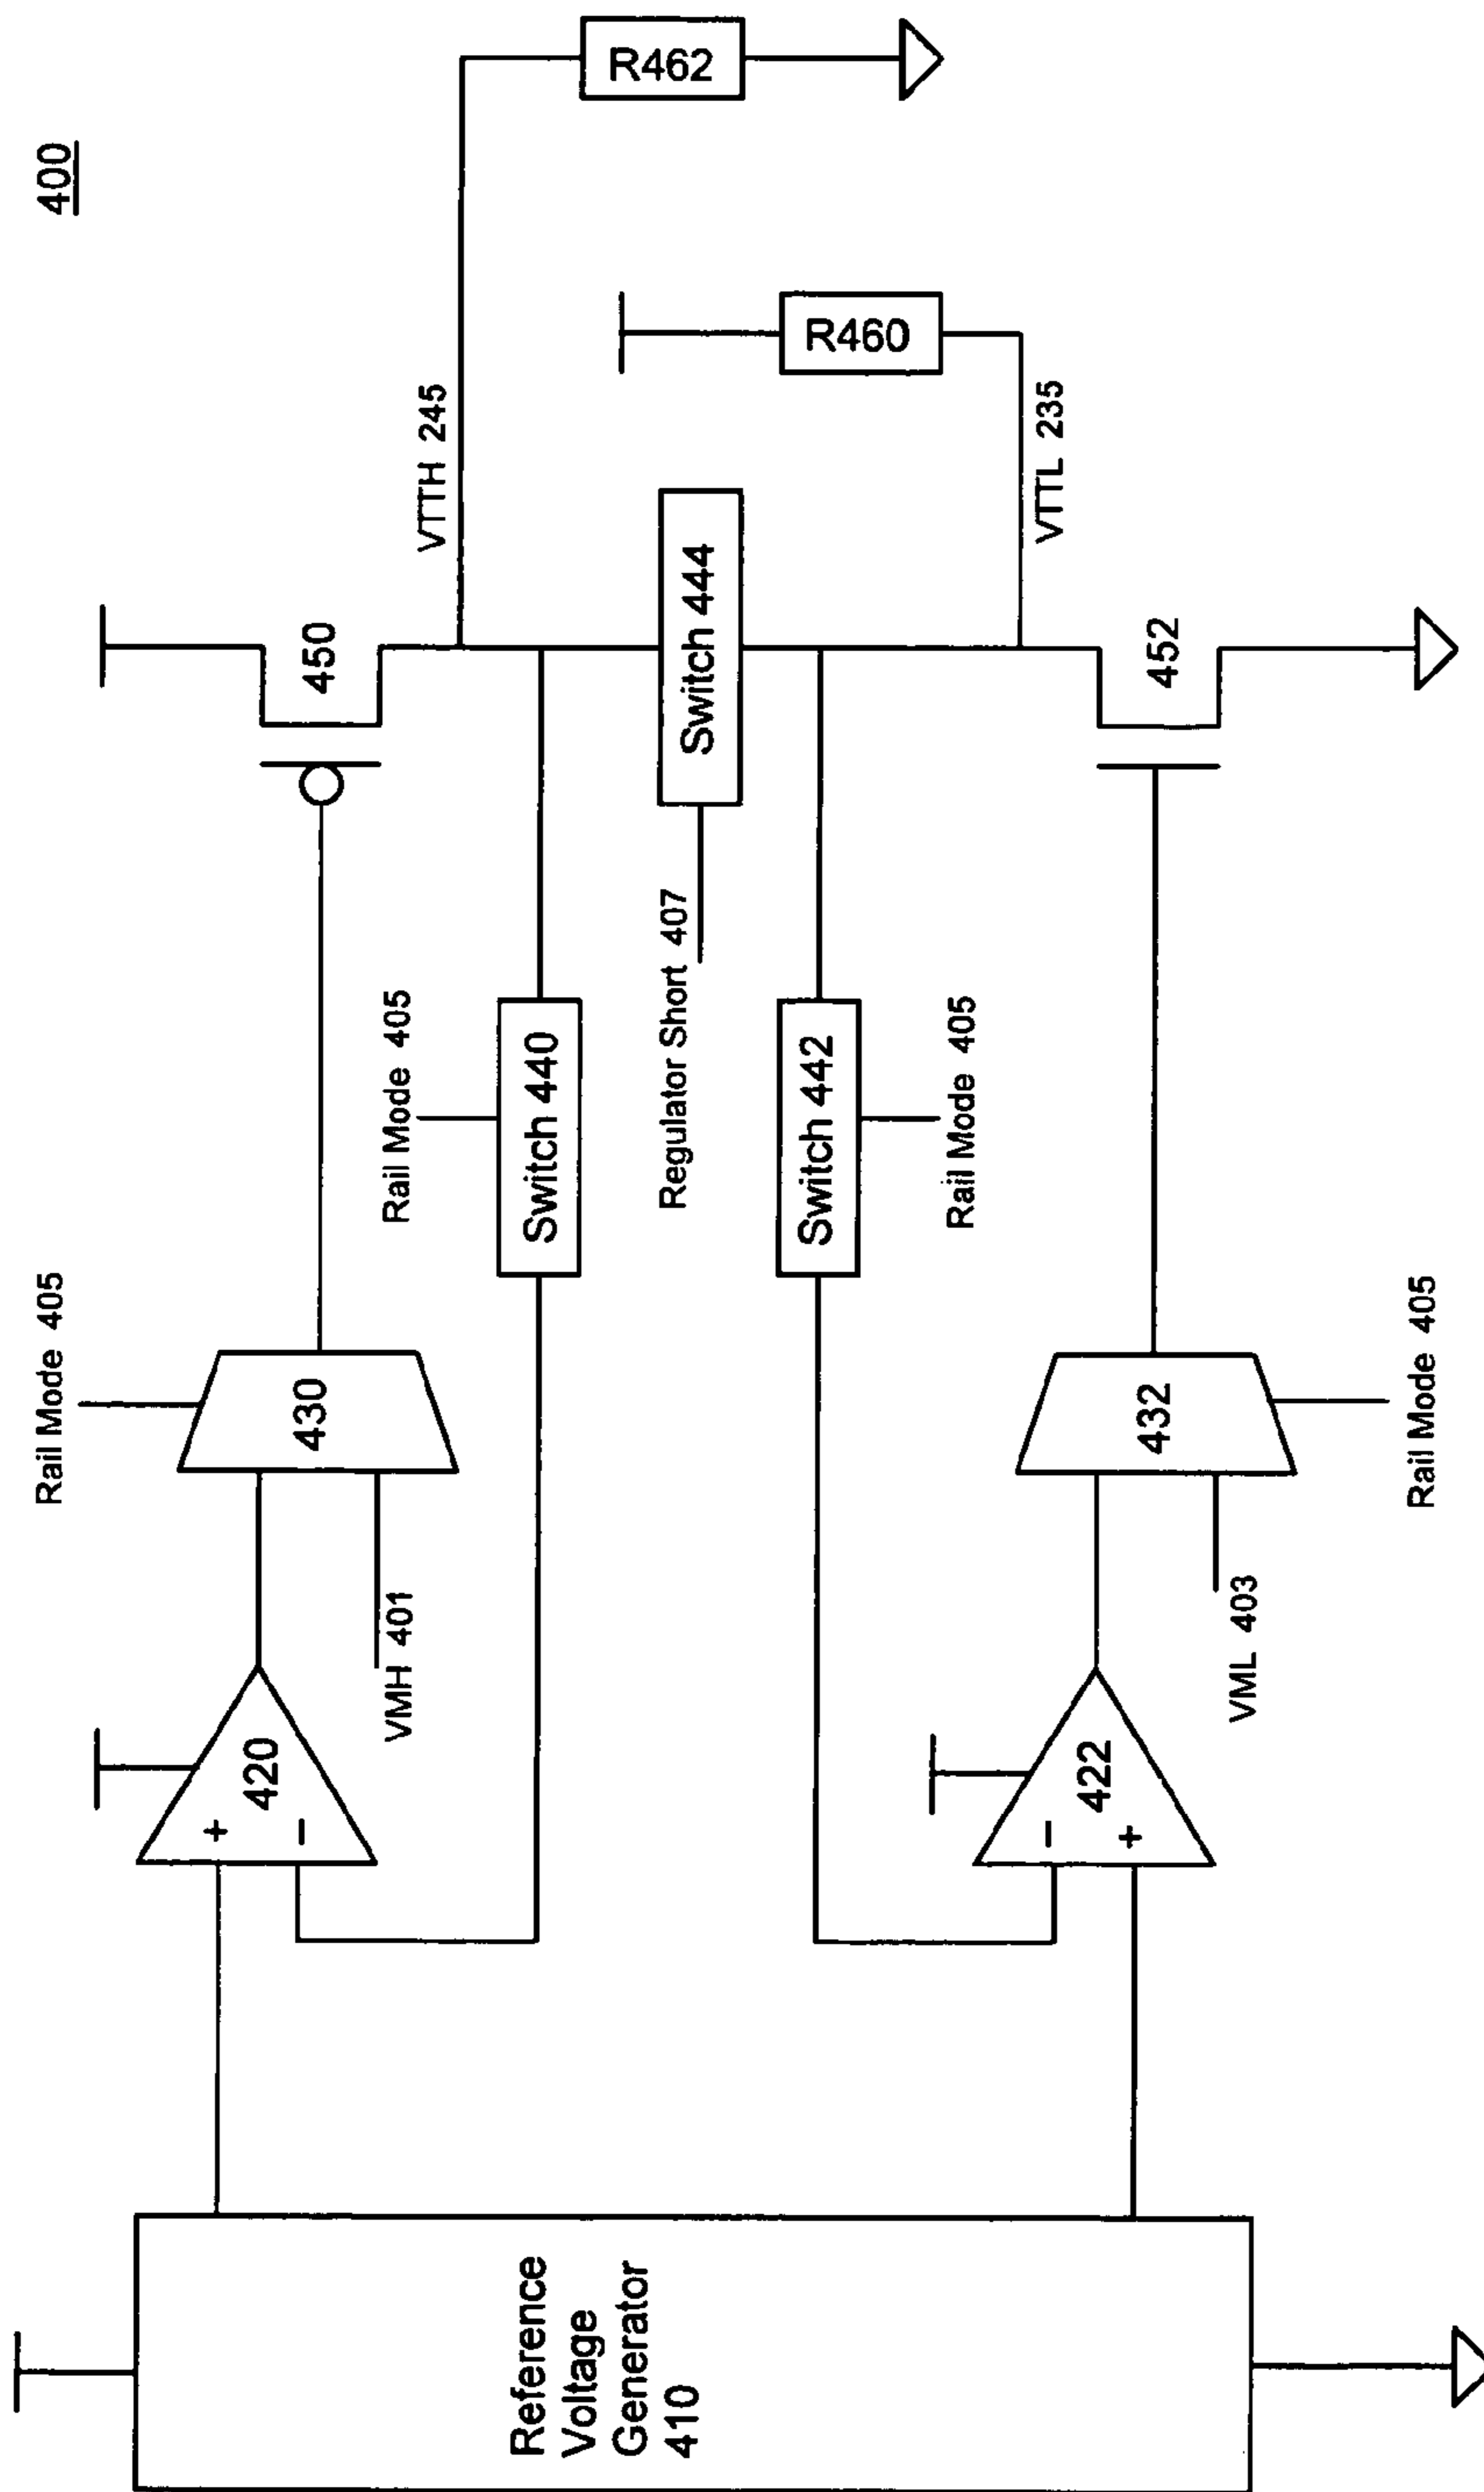 400
Reference
Voltage
Generator
410
+
420
−
VMH 401
Rail Mode 405
430
450
VTTH 245
R462
Rail Mode 405
Switch 440
Regulator Short 407
Switch 444
R460
Switch 442
Rail Mode 405
VTTL 235
−
422
+
VML 403
432
Rail Mode 405
452